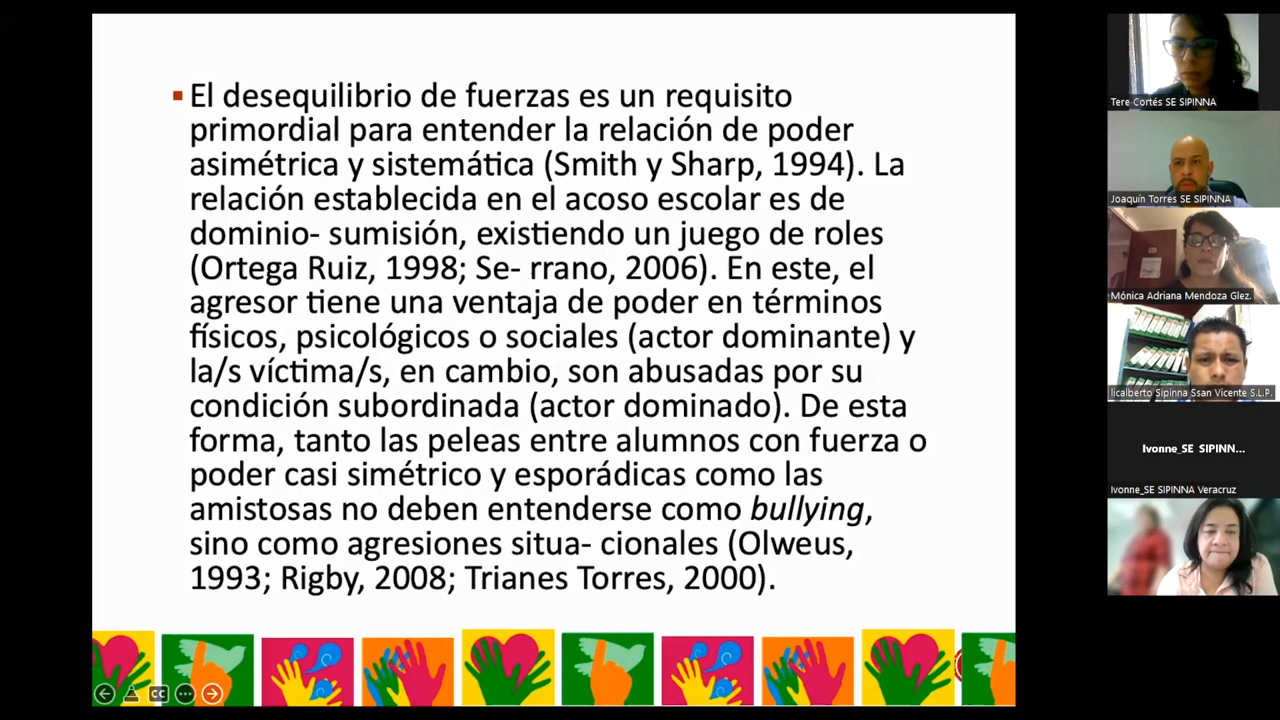 El desequilibrio de fuerzas es un requisito
primordial para entender la relación de poder
asimétrica y sistemática (Smith y Sharp, 1994). La
relación establecida en el acoso escolar es de
dominio- sumisión, existiendo un juego de roles
(Ortega Ruiz, 1998; Se- rrano, 2006). En este, el
agresor tiene una ventaja de poder en términos
físicos, psicológicos o sociales (actor dominante) y
la/s víctima/s, en cambio, son abusadas por su
condición subordinada (actor dominado). De esta
forma, tanto las peleas entre alumnos con fuerza o
poder casi simétrico y esporádicas como las
amistosas no deben entenderse como bullying,
sino como agresiones situa- cionales (Olweus,
1993; Rigby, 2008; Trianes Torres, 2000).
CC
Tere Cortés SE SIPINNA
Joaquín Torres SE SIPINNA
Mónica Adriana Mendoza Glez.
licalberto Sipinna Ssan Vicente S.L.P.
Ivonne_SE SIPINN...
Ivonne_SE SIPINNA Veracruz